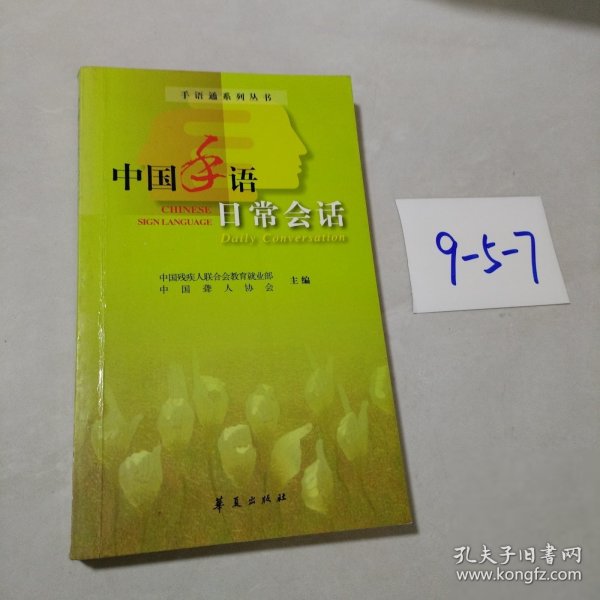 手语通系列丛书
中国手语
CHINESE
SIGN LANGUAGE
日常会话
Daily Conversation
中国残疾人联合会教育就业部
中国聋人协会
主编
华夏出版社
9-5-7
孔夫子旧书网
www.kongfz.com